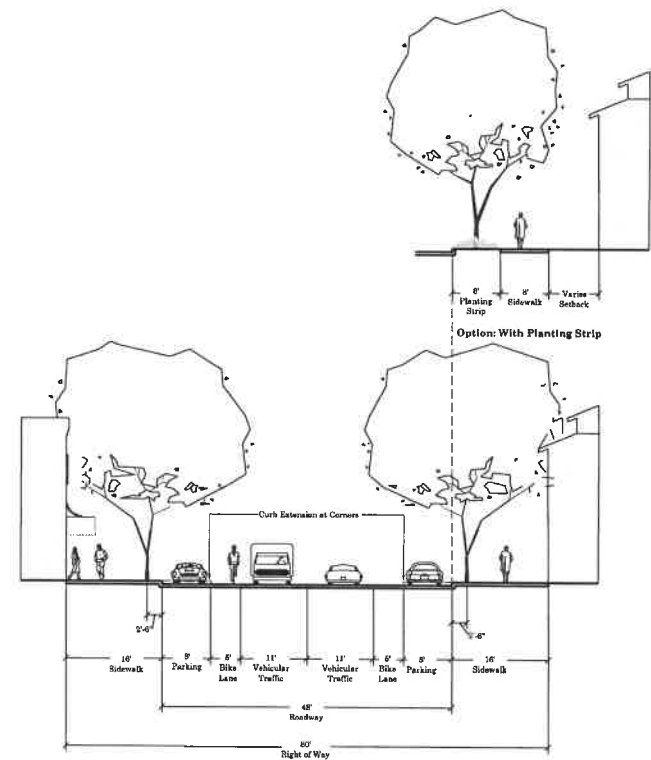 8' 8' Varies
Planting Sidewalk Setback
Strip
Option: With Planting Strip
Curb Extension at Corners
2'-6" -6"
16' 8' 5' 11' 11' 5' 8' 16'
Sidewalk Parking Bike Vehicular Vehicular Bike Parking Sidewalk
Lane Traffic Traffic Lane
48'
Roadway
80'
Right of Way